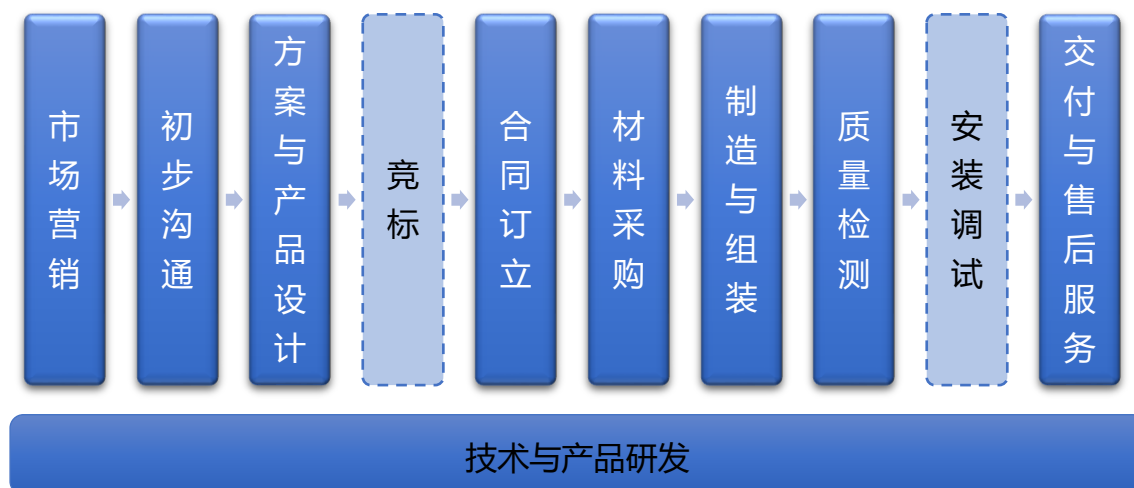 市场营销
初步沟通
方案与产品设计
竞标
合同订立
材料采购
制造与组装
质量检测
安装调试
交付与售后服务
技术与产品研发